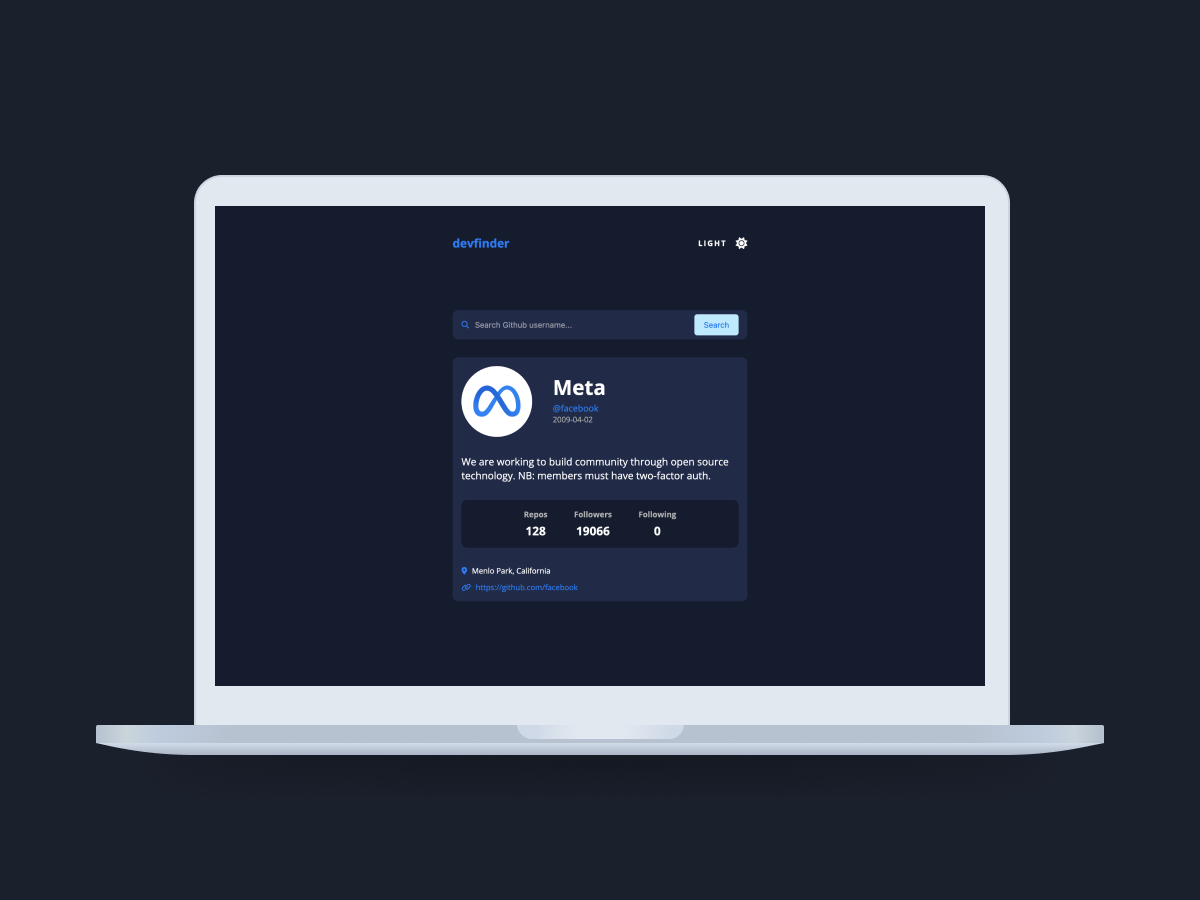 devfinder
LIGHT
Search Github username...
Search
Meta
@facebook
2009-04-02
We are working to build community through open source
technology. NB: members must have two-factor auth.
Repos Followers Following
128 19066 0
Menlo Park, California
https://github.com/facebook